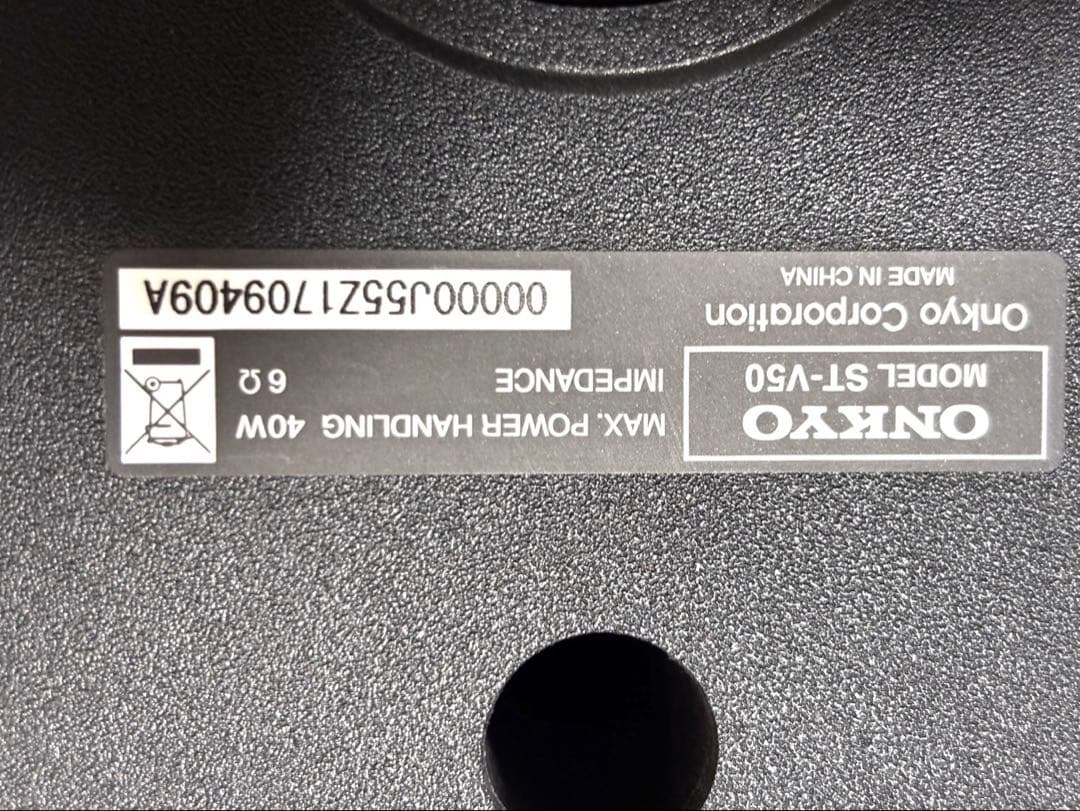 ONKYO
MODEL ST-V50
MAX. POWER HANDLING 40W
IMPEDANCE 6 Ω
Onkyo Corporation
MADE IN CHINA
00000J55Z1709409A